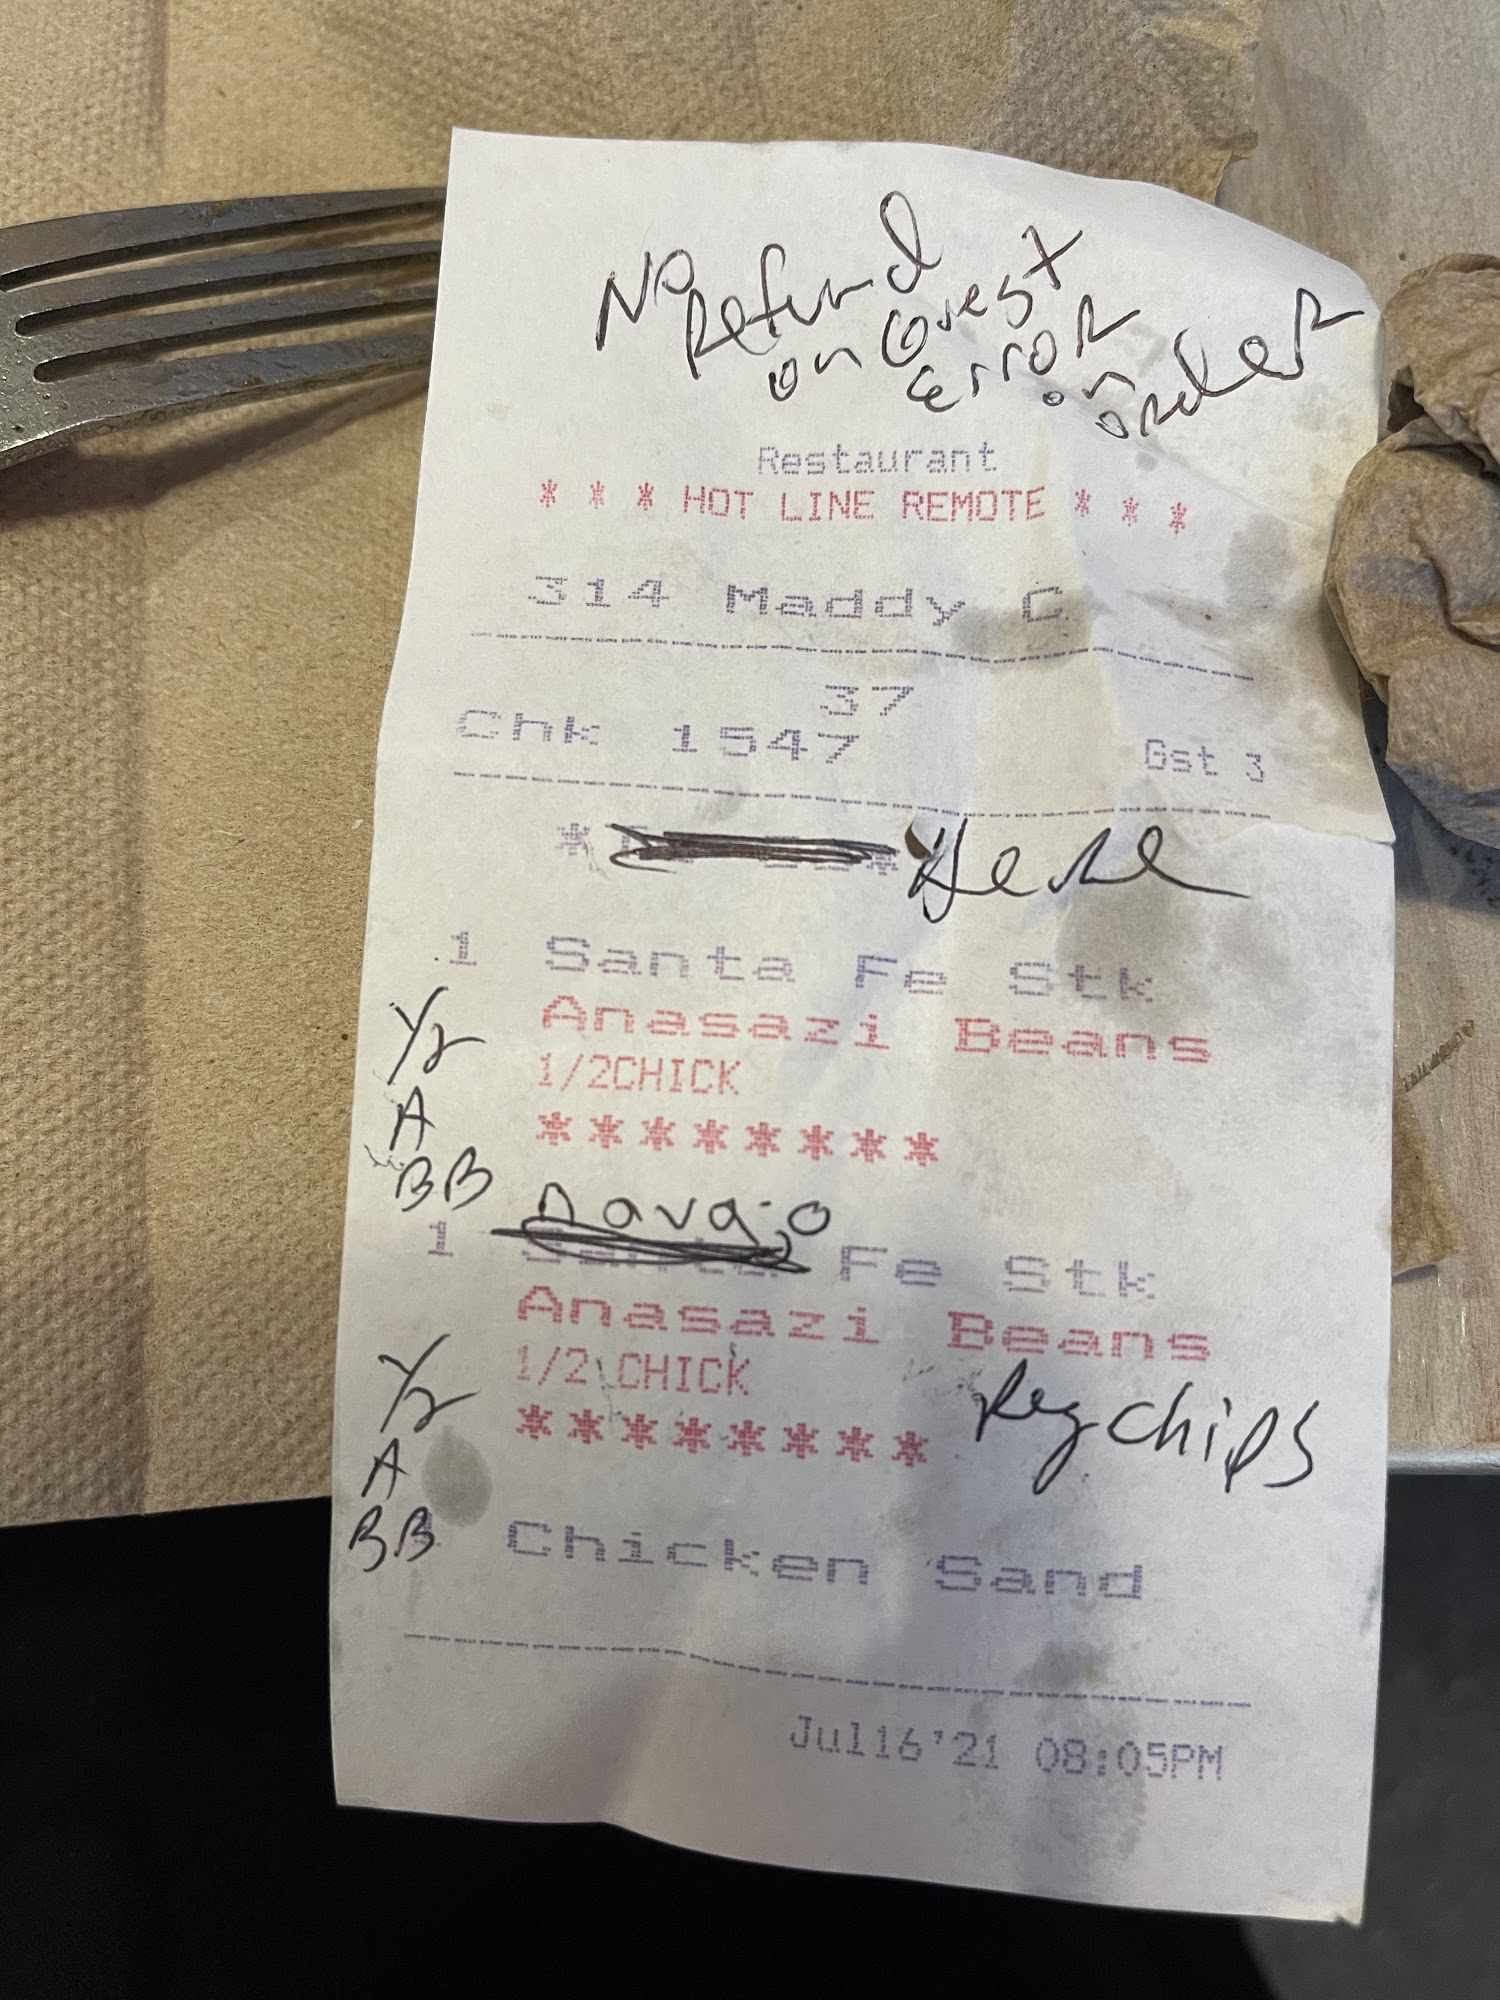 No
Refund
on Guest
error
on
order
Restaurant
* * * HOT LINE REMOTE * * *
314 Maddy C
37
Chk 1547 Gst 3
Here
1 Santa Fe Stk
Anasazi Beans
1/2CHICK
********
1/2
A
BB
navajo
1 Fe Stk
Anasazi Beans
1/2 CHICK
******** Reg chips
1/2
A
BB Chicken Sand
Jul16'21 08:05PM